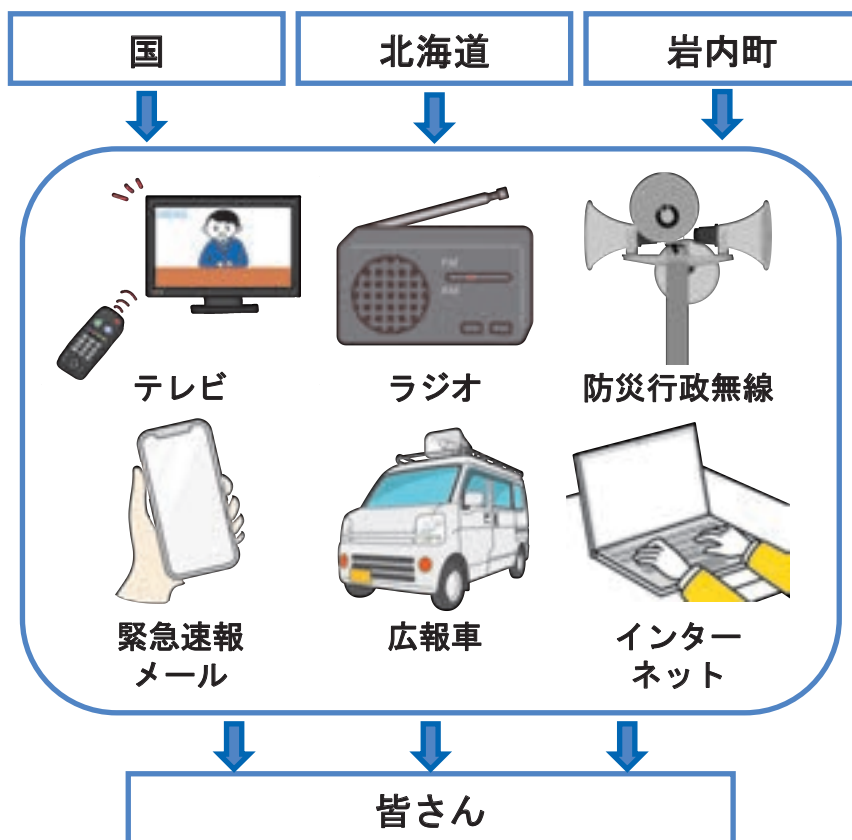 国
北海道
岩内町
FM
AM
テレビ
ラジオ
防災行政無線
緊急速報
メール
広報車
インター
ネット
皆さん